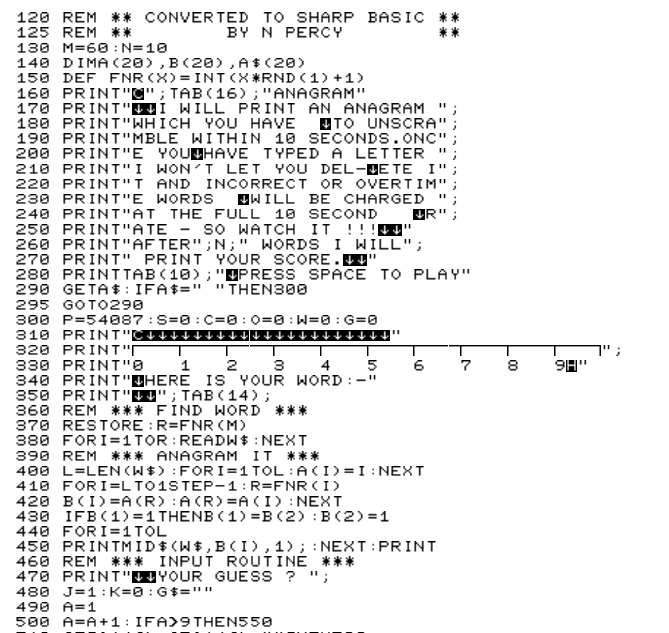 120 REM ** CONVERTED TO SHARP BASIC **
125 REM **        BY N PERCY        **
130 M=60:N=10
140 DIMA(20),B(20),A$(20)
150 DEF FNR(X)=INT(X*RND(1)+1)
160 PRINT"C";TAB(16);"ANAGRAM"
170 PRINT"↓↓I WILL PRINT AN ANAGRAM ";
180 PRINT"WHICH YOU HAVE  ↓TO UNSCRA";
190 PRINT"MBLE WITHIN 10 SECONDS.ONC";
200 PRINT"E YOU↓HAVE TYPED A LETTER ";
210 PRINT"I WON'T LET YOU DEL-↓ETE I";
220 PRINT"T AND INCORRECT OR OVERTIM";
230 PRINT"E WORDS  ↓WILL BE CHARGED ";
240 PRINT"AT THE FULL 10 SECOND   ↓R";
250 PRINT"ATE - SO WATCH IT !!!↓↓"
260 PRINT"AFTER";N;" WORDS I WILL";
270 PRINT" PRINT YOUR SCORE.↓↓"
280 PRINTTAB(10);"↓PRESS SPACE TO PLAY"
290 GETA$:IFA$=" "THEN300
295 GOTO290
300 P=54087:S=0:C=0:O=0:W=0:G=0
310 PRINT"C↓↓↓↓↓↓↓↓↓↓↓↓↓↓↓↓↓↓↓↓↓"
320 PRINT"";
330 PRINT"0   1   2   3   4   5   6   7   8   9H"
340 PRINT"↓HERE IS YOUR WORD:-"
350 PRINT"↓↓";TAB(14);
360 REM *** FIND WORD ***
370 RESTORE:R=FNR(M)
380 FORI=1TOR:READW$:NEXT
390 REM *** ANAGRAM IT ***
400 L=LEN(W$):FORI=1TOL:A(I)=I:NEXT
410 FORI=LTO1STEP-1:R=FNR(I)
420 B(I)=A(R):A(R)=A(I):NEXT
430 IFB(1)=1THENB(1)=B(2):B(2)=1
440 FORI=1TOL
450 PRINTMID$(W$,B(I),1);:NEXT:PRINT
460 REM *** INPUT ROUTINE ***
470 PRINT"↓↓YOUR GUESS ? ";
480 J=1:K=0:G$=""
490 A=1
500 A=A+1:IFA>9THEN550